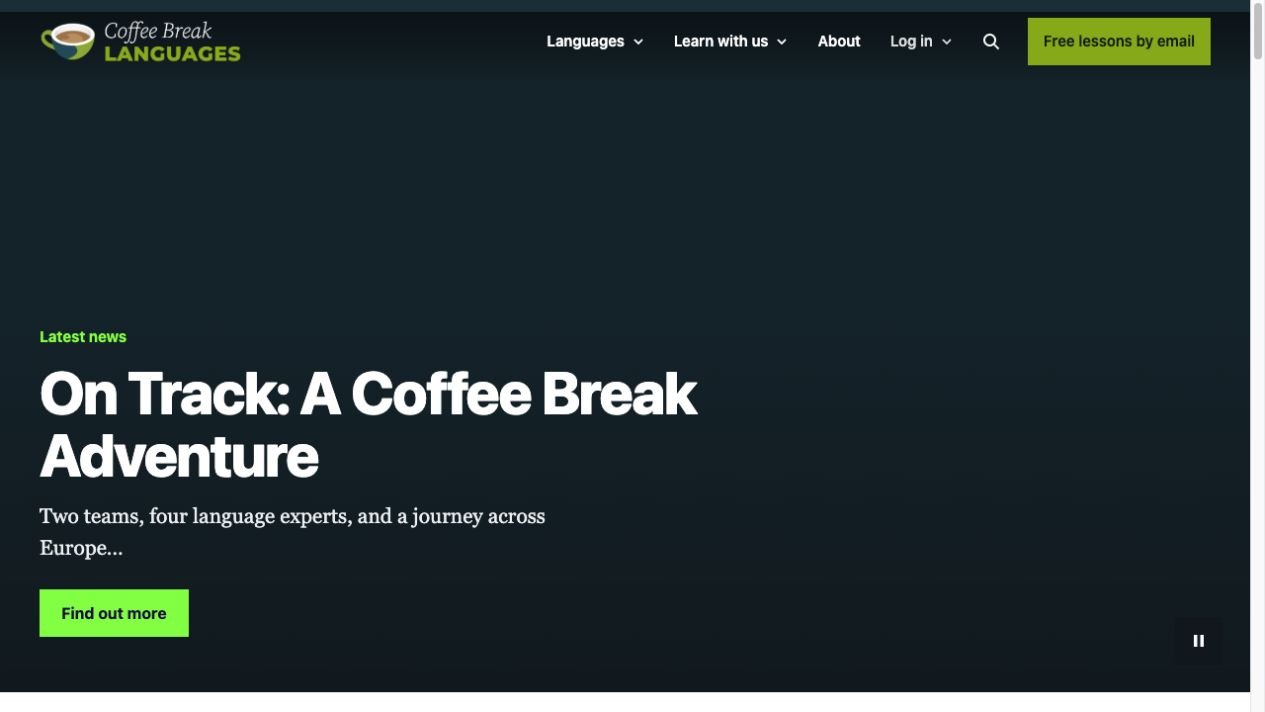 Coffee Break
LANGUAGES
Languages
Learn with us
About
Log in
Free lessons by email
Latest news
On Track: A Coffee Break
Adventure
Two teams, four language experts, and a journey across
Europe...
Find out more